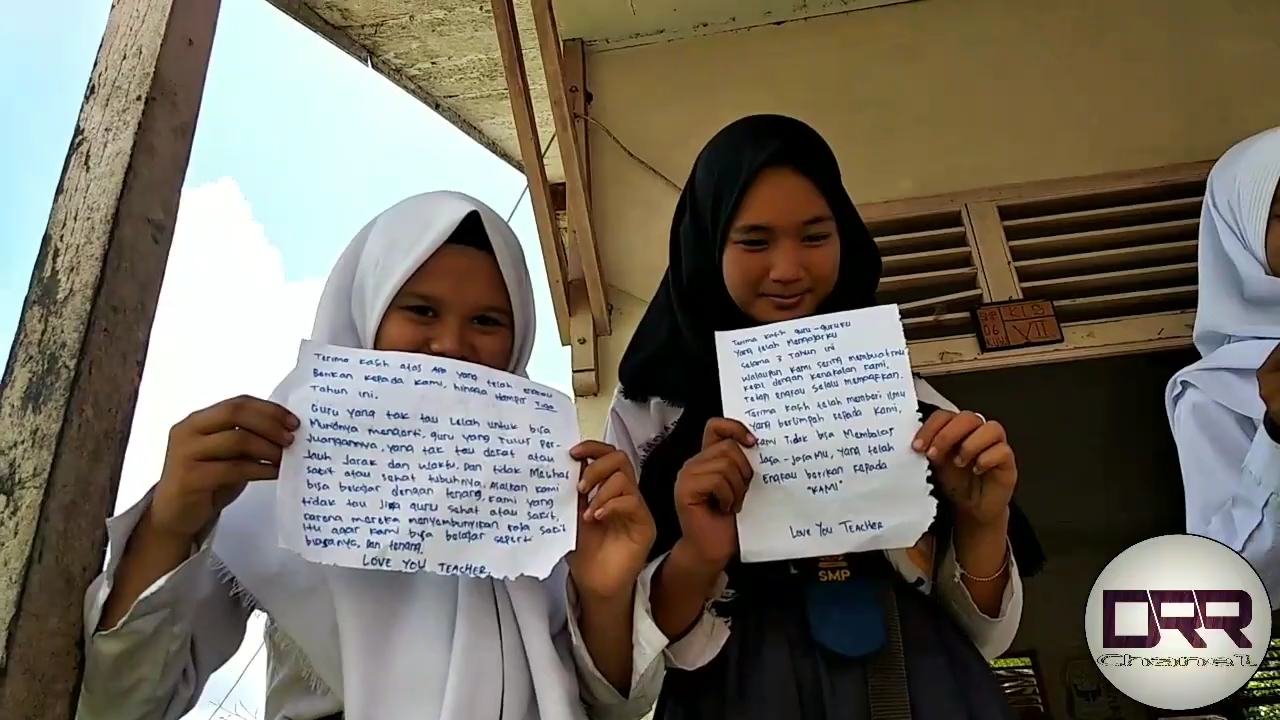 Terima kasih atas Apa yang telah engkau
Berikan kepada kami, hingga Hampir Tiga
Tahun ini.
Guru yang tak tau Lelah untuk bisa
Muridnya mengerti, guru yang Tulus Per-
Juangannya, yang tak tau dekat atau
Jauh Jarak dan Waktu. Dan tidak Melihat
sakit atau sehat tubuhnya. Malkan kami
bisa belajar dengan tenang, kami yang
tidak tau Jika guru sehat atau sakit,
karena mereka menyembunyikan rasa sakit
itu agar kami bisa belajar seperti
biasanya, Dan tenang.
LOVE YOU TEACHER
Terima kasih guru-guruku
Yang telah Mengajarku
selama 3 Tahun ini
Walaupun kami sering membuatmu
kesal dengan kenakalan kami,
Tetap engkau selalu memaafkan.
Terima kasih telah memberi Ilmu
yang berlimpah kepada kami,
Kami Tidak bisa Membalas
Jasa-jasamu, yang telah
Engkau berikan kepada
"KAMI"
LOVE YOU TEACHER
SMP
06
KLS
VII
DRR
Channel